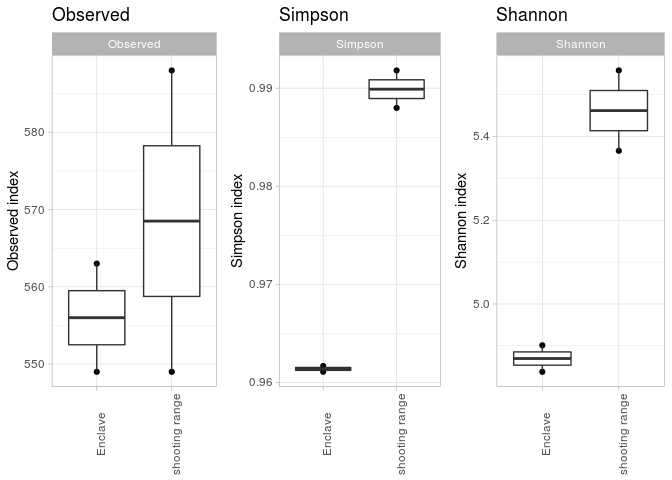 Observed
Observed
Observed index
580
570
560
550
Enclave
shooting range
Simpson
Simpson
Simpson index
0.99
0.98
0.97
0.96
Enclave
shooting range
Shannon
Shannon
Shannon index
5.4
5.2
5.0
Enclave
shooting range